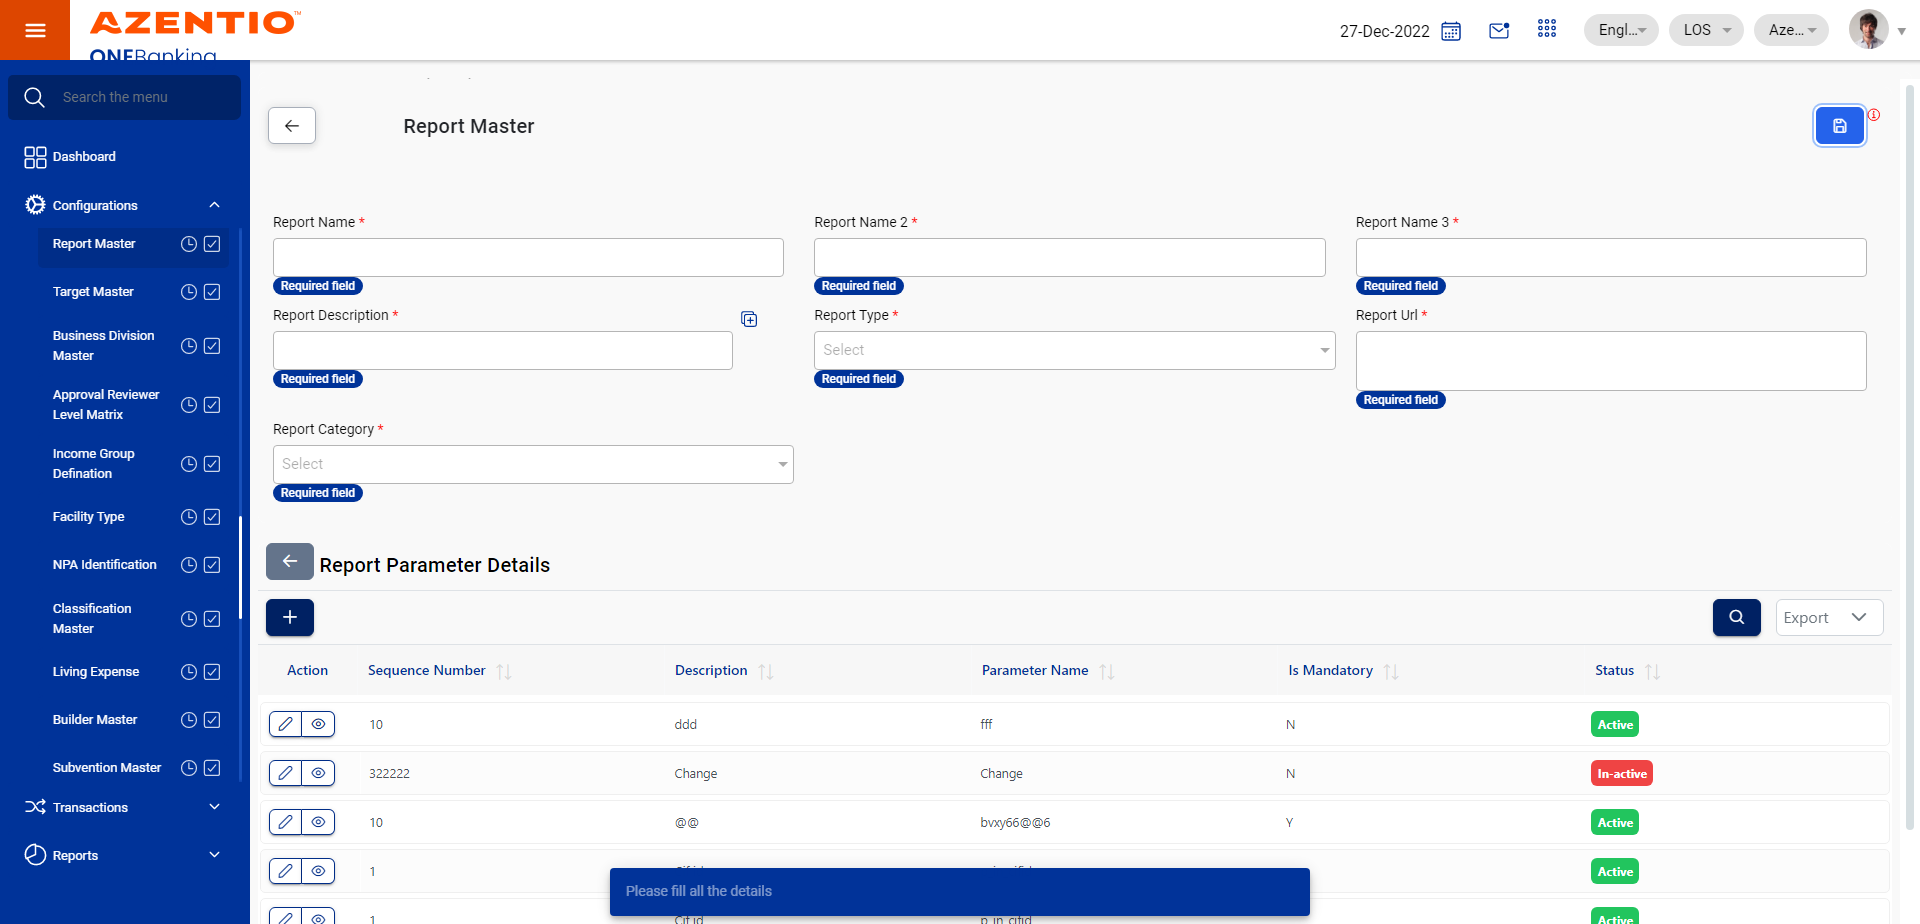 AZENTIO™
ONEBanking
27-Dec-2022
Engl...
LOS
Aze...
Search the menu
Dashboard
Configurations
Report Master
Target Master
Business Division
Master
Approval Reviewer
Level Matrix
Income Group
Defination
Facility Type
NPA Identification
Classification
Master
Living Expense
Builder Master
Subvention Master
Transactions
Reports
Report Master
Report Name *
Report Name 2 *
Report Name 3 *
Required field
Required field
Required field
Report Description *
Report Type *
Report Url *
Select
Required field
Required field
Required field
Report Category *
Select
Required field
Report Parameter Details
Export
Action
Sequence Number
Description
Parameter Name
Is Mandatory
Status
10
ddd
fff
N
Active
322222
Change
Change
N
In-active
10
@@
bvxy66@@6
Y
Active
1
Active
Please fill all the details
1
Cif id
p_in_cifid
Active